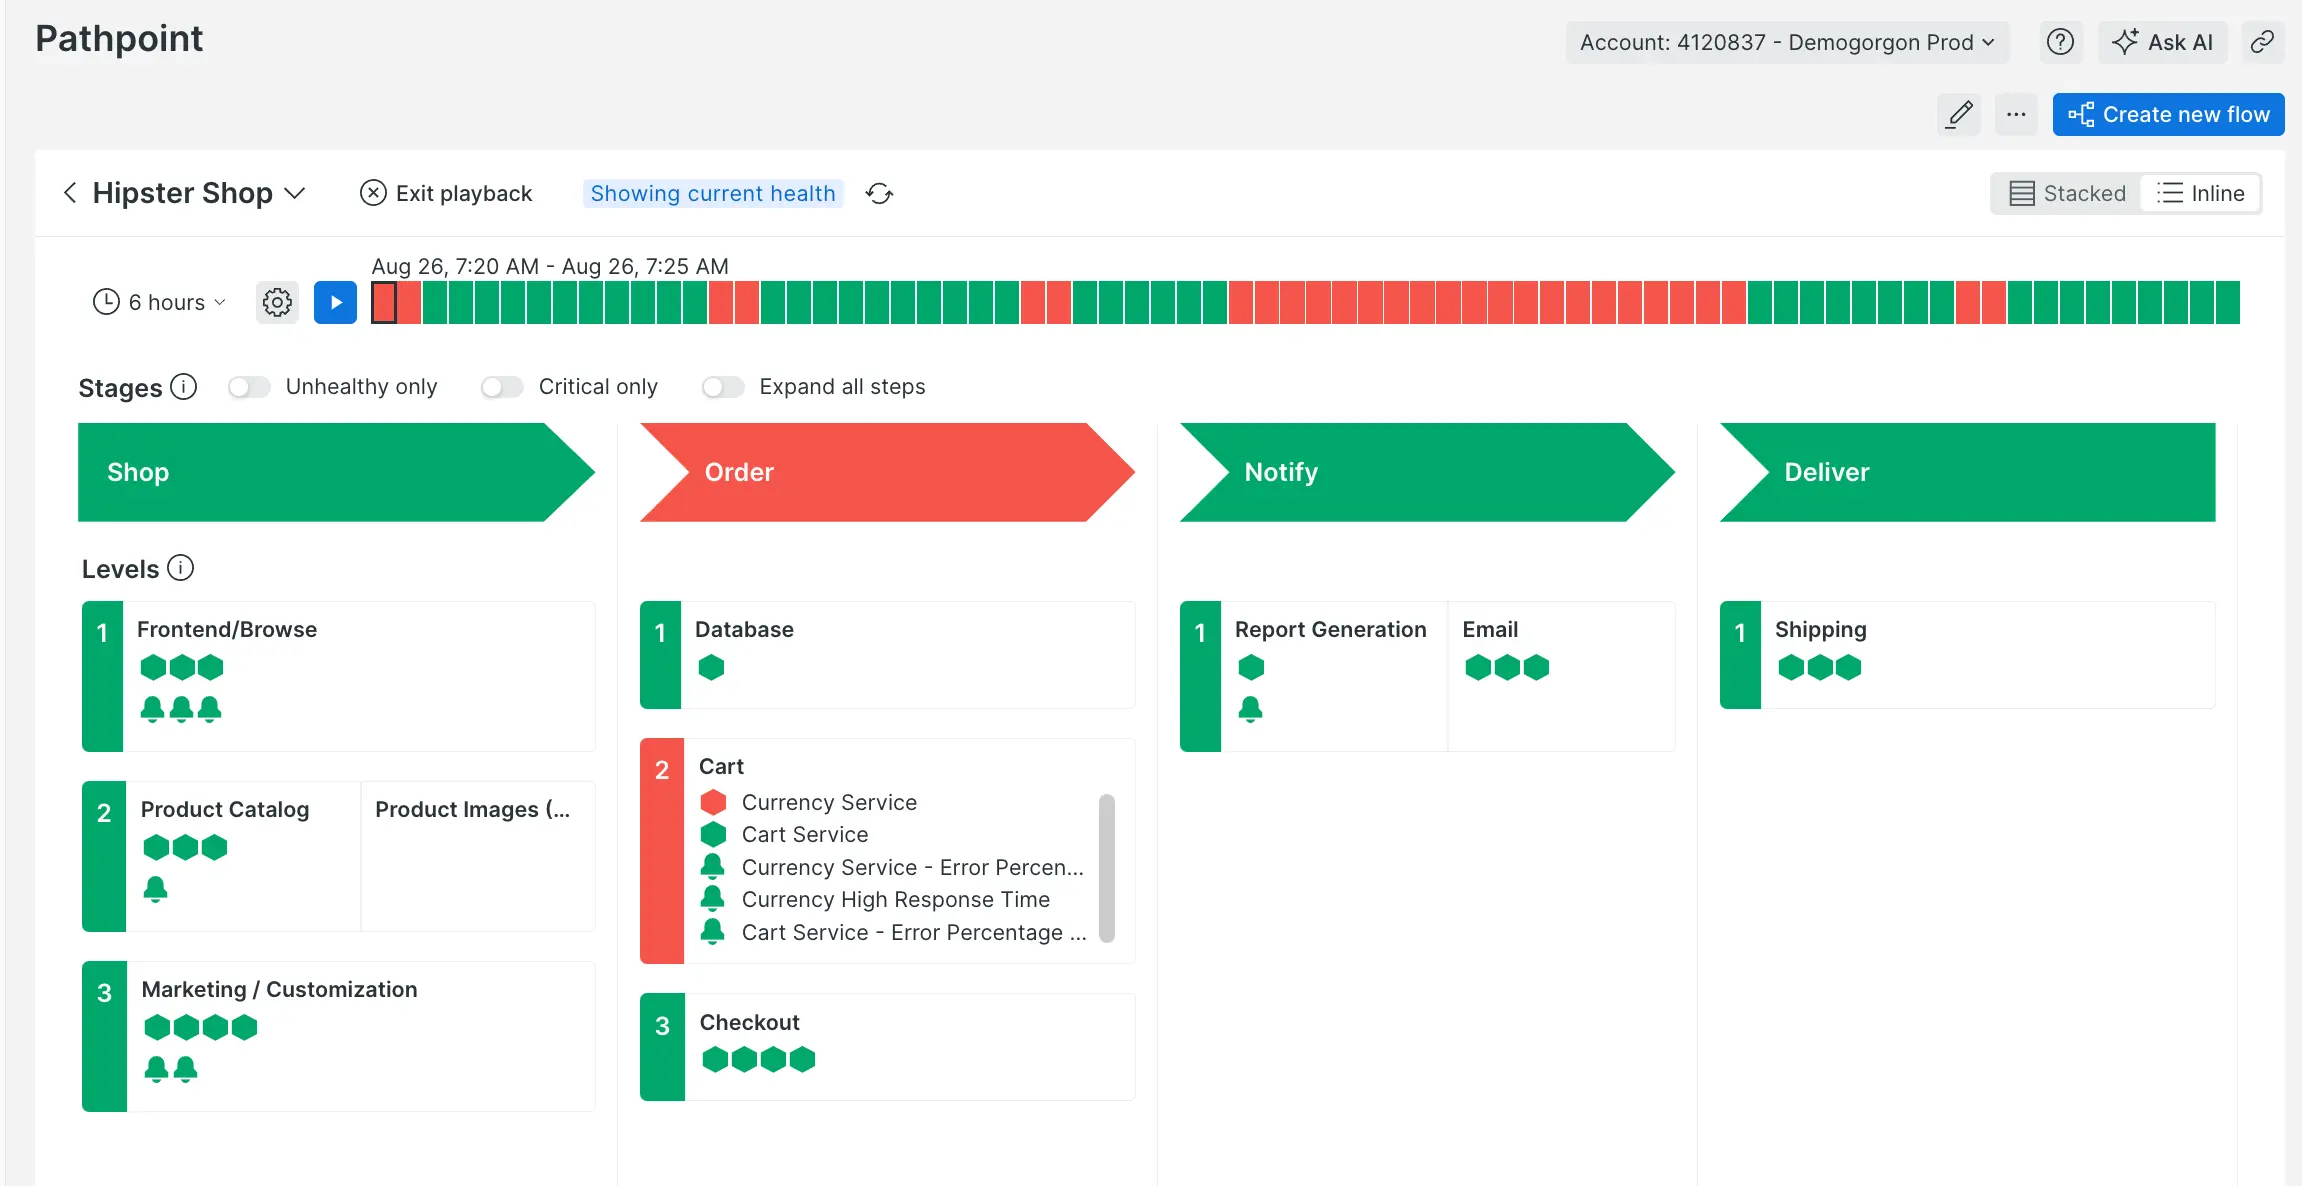 Pathpoint
Account: 4120837 - Demogorgon Prod
Ask AI
Create new flow
Hipster Shop
Exit playback
Showing current health
Stacked
Inline
Aug 26, 7:20 AM - Aug 26, 7:25 AM
6 hours
Stages
Unhealthy only
Critical only
Expand all steps
Shop
Order
Notify
Deliver
Levels
1
Frontend/Browse
2
Product Catalog
Product Images (...
3
Marketing / Customization
1
Database
2
Cart
Currency Service
Cart Service
Currency Service - Error Percen...
Currency High Response Time
Cart Service - Error Percentage ...
3
Checkout
1
Report Generation
Email
1
Shipping